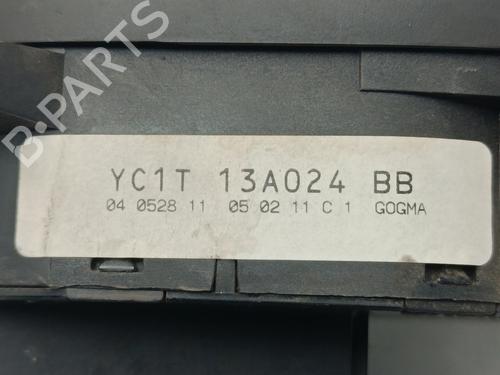 B-PARTS
YC1T 13A024 BB
04 0528 11 05 02 11 C 1 GOGMA